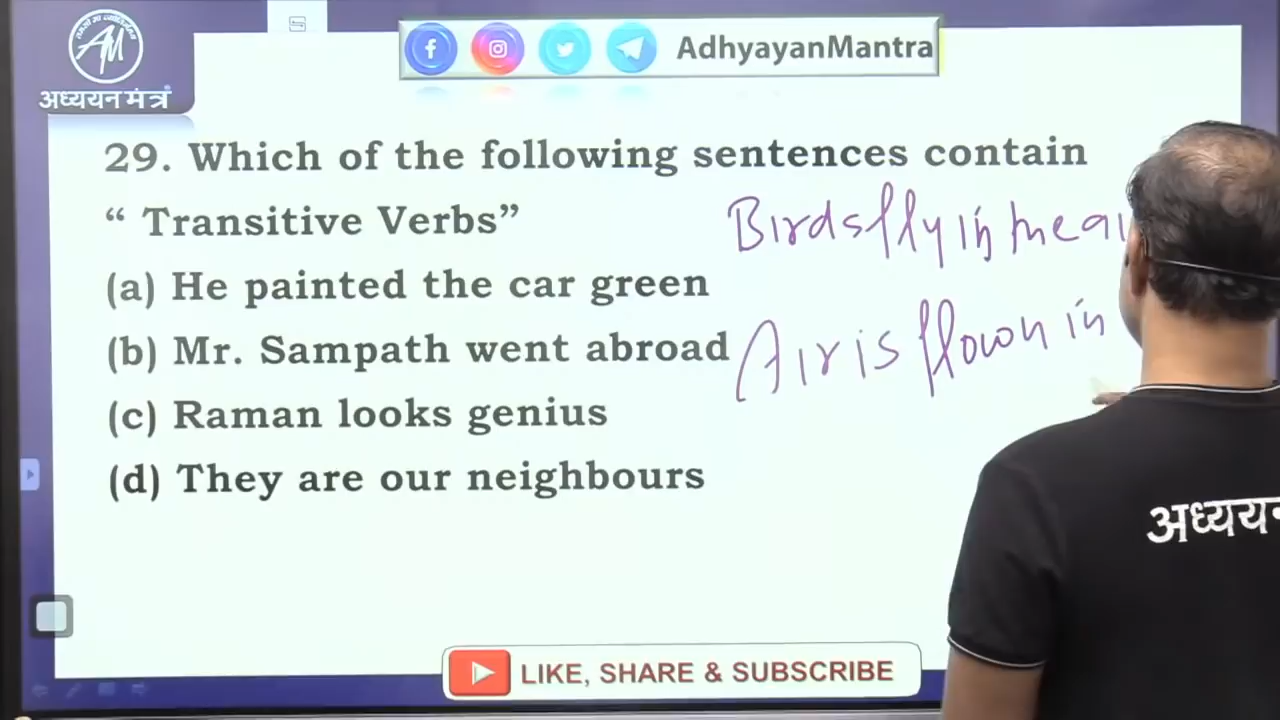 AM
अध्ययन मंत्रं
AdhyayanMantra
29. Which of the following sentences contain
“ Transitive Verbs”
(a) He painted the car green
(b) Mr. Sampath went abroad
(c) Raman looks genius
(d) They are our neighbours
Birds fly in the
Air is flown in
अध्यय
LIKE, SHARE & SUBSCRIBE